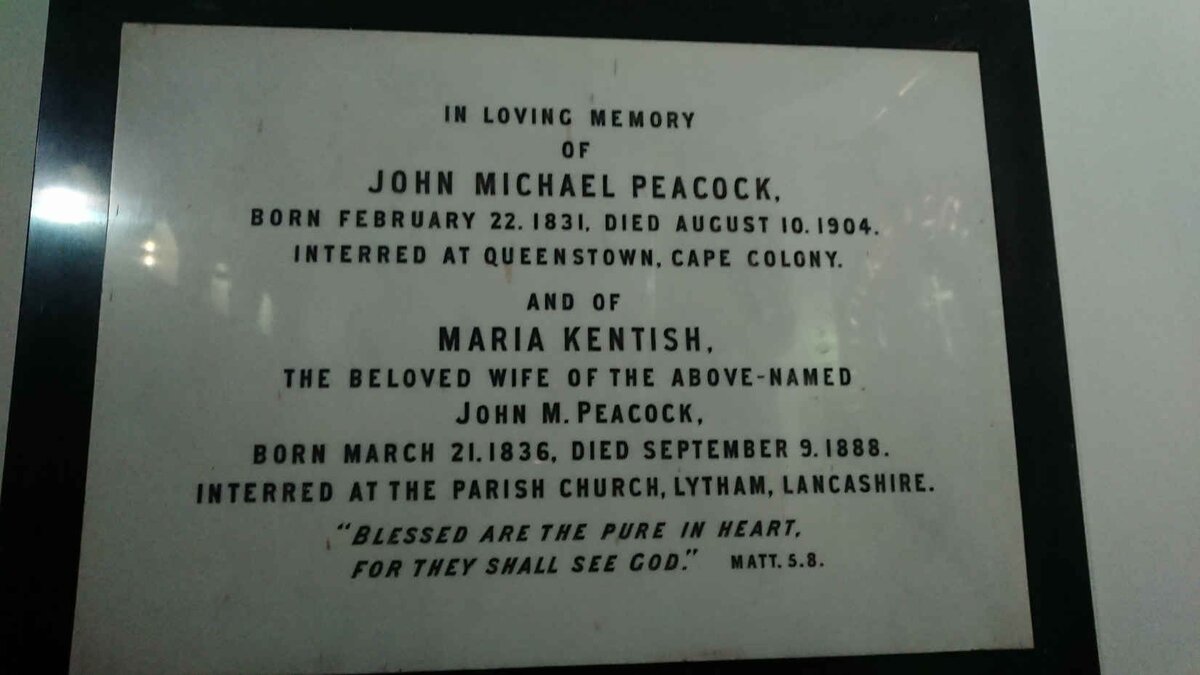 IN LOVING MEMORY
OF
JOHN MICHAEL PEACOCK,
BORN FEBRUARY 22. 1831, DIED AUGUST 10. 1904.
INTERRED AT QUEENSTOWN, CAPE COLONY.
AND OF
MARIA KENTISH,
THE BELOVED WIFE OF THE ABOVE-NAMED
JOHN M. PEACOCK,
BORN MARCH 21. 1836, DIED SEPTEMBER 9. 1888.
INTERRED AT THE PARISH CHURCH, LYTHAM, LANCASHIRE.
"BLESSED ARE THE PURE IN HEART,
FOR THEY SHALL SEE GOD." MATT. 5. 8.